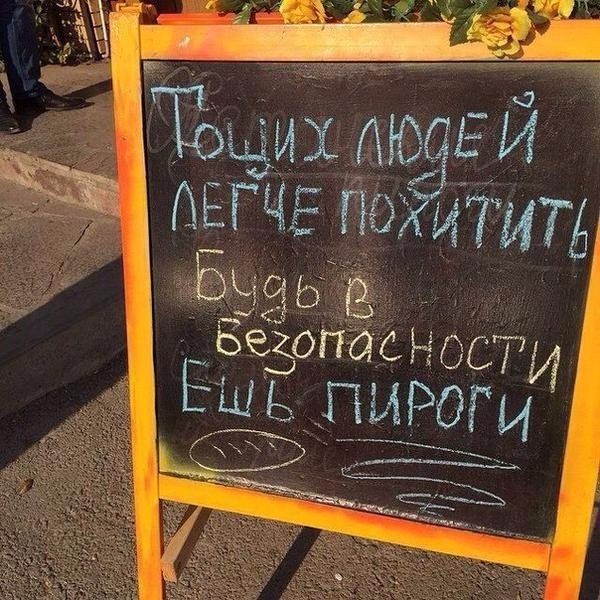 Тощих людей
легче похитить
Будь в
безопасности
Ешь пироги